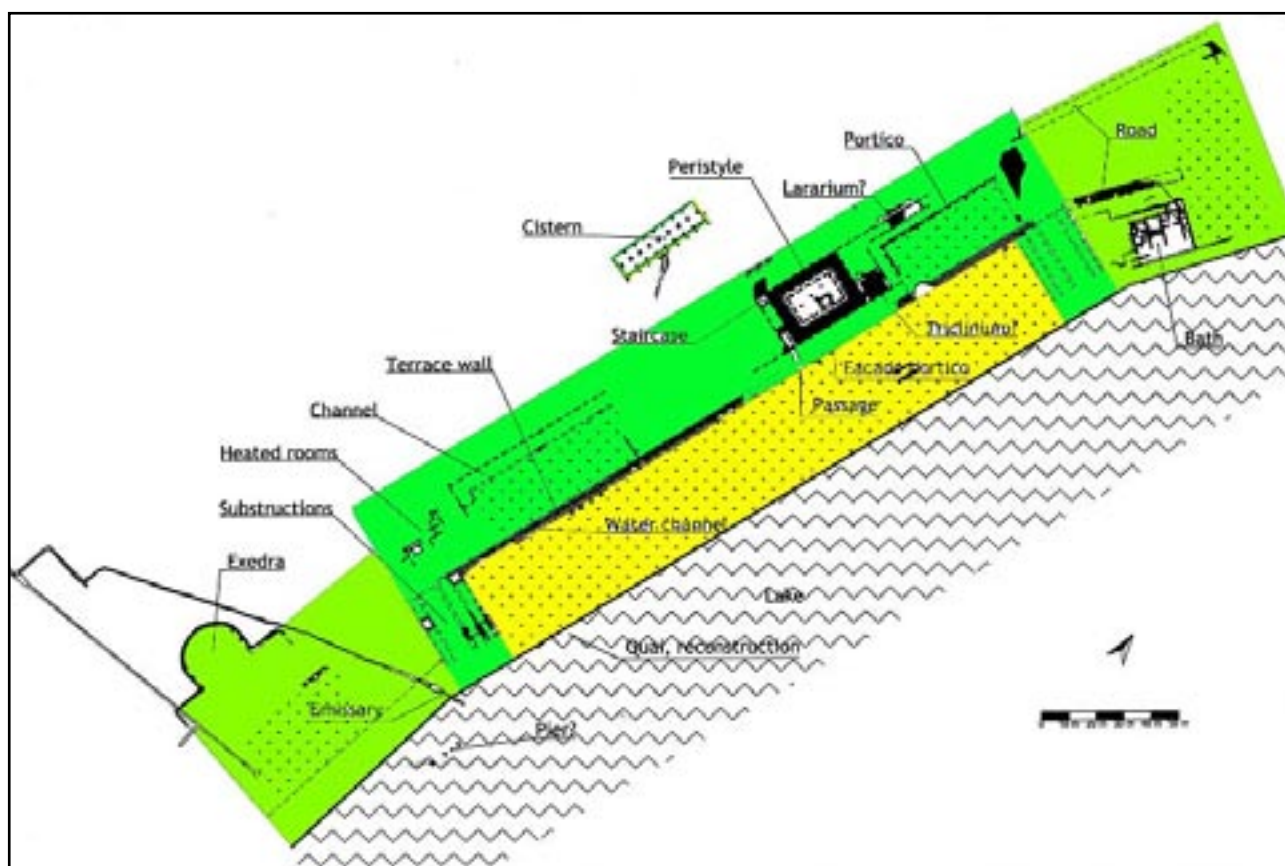 Road
Portico
Peristyle
Lararium?
Cistern
Staircase
Triclinium?
Bath
Terrace wall
Facade Portico
Passage
Channel
Heated rooms
Substructions
Water channel
Exedra
Lake
Quai, reconstruction
Emissary
Pier?